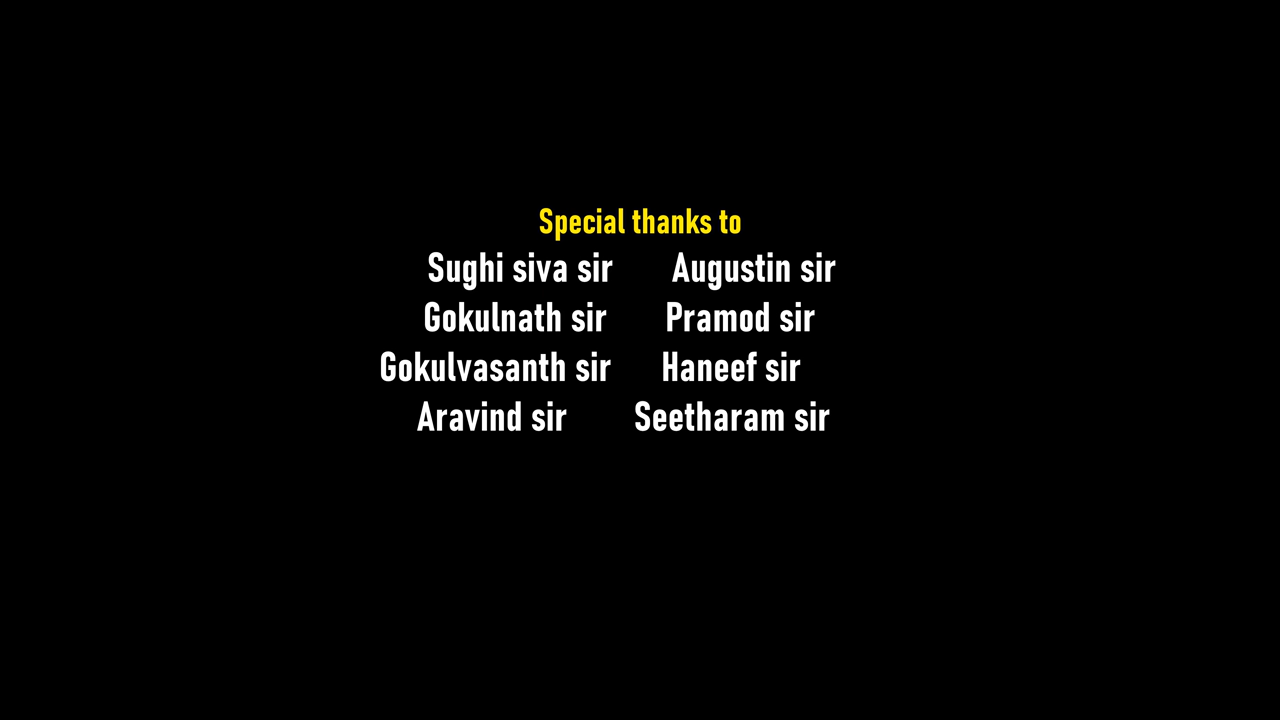 Special thanks to
Sughi siva sir Augustin sir
Gokulnath sir Pramod sir
Gokulvasanth sir Haneef sir
Aravind sir Seetharam sir